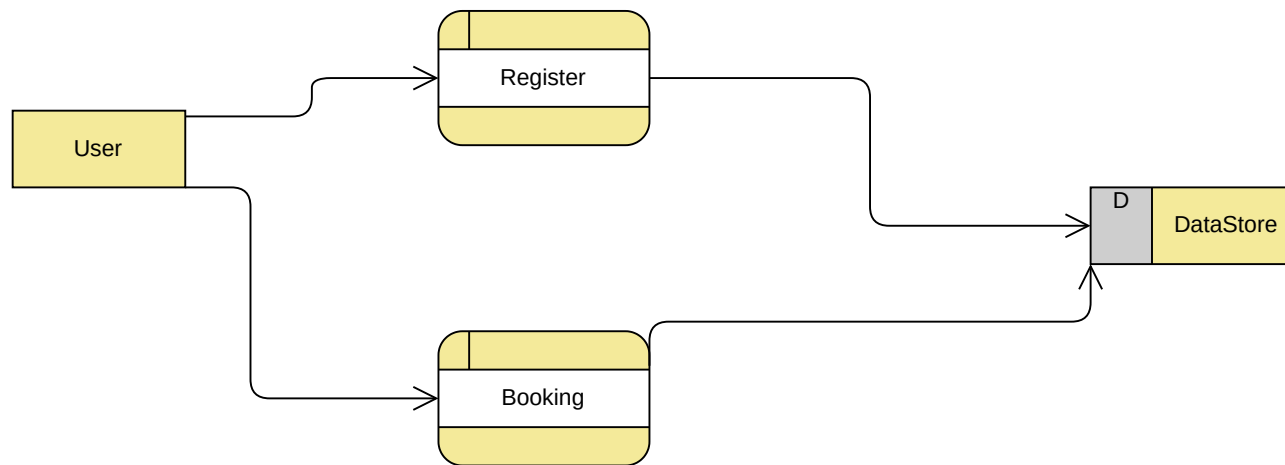 Register
User
D
DataStore
Booking